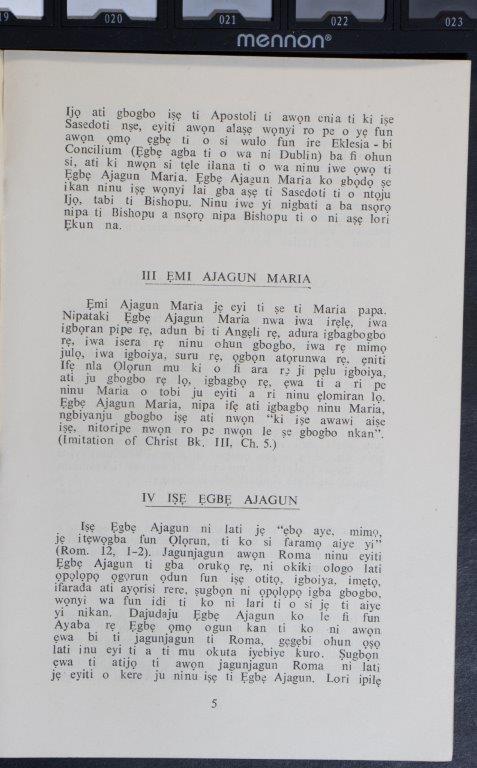 19
020
021
022
023
mennon®
Ijọ ati gbogbo iṣẹ ti Apostoli ti awọn enia ti ki iṣe
Sasedoti nṣe, eyiti awọn alaṣẹ wọnyi ro pe o yẹ fun
awọn ọmọ ẹgbẹ ti o si wulo fun ire Eklesia - bi
Concilium (Ẹgbẹ agba ti o wa ni Dublin) ba fi ohun
si, ati ki nwọn si tẹle ilana ti o wa ninu iwe ọwọ ti
Ẹgbẹ Ajagun Maria. Ẹgbẹ Ajagun Maria ko gbọdọ ṣe
ikan ninu iṣẹ wọnyi lai gba aṣẹ ti Sasedoti ti o ntọju
Ijọ, tabi ti Bishopu. Ninu iwe yi nigbati a ba nsọrọ
nipa ti Bishopu a nsọrọ nipa Bishopu ti o ni aṣẹ lori
Ẹkun na.
III ẸMI AJAGUN MARIA
Ẹmi Ajagun Maria jẹ eyi ti ṣe ti Maria papa.
Nipataki Ẹgbẹ Ajagun Maria nwa iwa irẹlẹ, iwa
igbọran pipe rẹ, adun bi ti Angẹli rẹ, adura igbagbogbo
rẹ, iwa isera rẹ ninu ohun gbogbo, iwa rẹ mimọ
julọ, iwa igboiya, suru rẹ, ọgbọn atọrunwa rẹ, ẹniti
Ifẹ nla Ọlọrun mu ki o fi ara rẹ ji pẹlu igboiya,
ati ju gbogbo rẹ lọ, igbagbọ rẹ, ẹwa ti a ri pe
ninu Maria o tobi ju eyiti a ri ninu ẹlomiran lọ.
Ẹgbẹ Ajagun Maria, nipa ifẹ ati igbagbọ ninu Maria,
ngbiyanju gbogbo iṣẹ ati nwọn "ki iṣe awawi aiṣe
iṣẹ, nitoripe nwọn ro pe nwọn le ṣe gbogbo nkan".
(Imitation of Christ Bk. III, Ch. 5.)
IV IṢẸ ẸGBẸ AJAGUN
Iṣẹ Ẹgbẹ Ajagun ni lati jẹ "ẹbọ aye, mimọ,
jẹ itẹwọgba fun Ọlọrun, ti ko si faramọ aiye yi"
(Rom. 12, 1-2). Jagunjagun awọn Roma ninu eyiti
Ẹgbẹ Ajagun ti gba orukọ rẹ, ni okiki ologo lati
ọpọlọpọ ọgọrun ọdun fun iṣẹ otitọ, igboiya, imẹtọ,
ifarada ati ayọrisi rere, ṣugbọn ni ọpọlọpọ igba gbogbo,
wọnyi wa fun idi ti ko ni lari ti o si jẹ ti aiye
yi nikan. Dajudaju Ẹgbẹ Ajagun ko le fi fun
Ayaba rẹ Ẹgbẹ ọmọ ogun kan ti ko ni awọn
ẹwa bi ti jagunjagun ti Roma, gẹgẹbi ohun ọṣọ
lati inu eyi ti a ti mu okuta iyebiye kuro. Ṣugbọn
ẹwa ti atijọ ti awọn jagunjagun Roma ni lati
jẹ eyiti o kere ju ninu iṣẹ ti Ẹgbẹ Ajagun. Lori ipilẹ
5